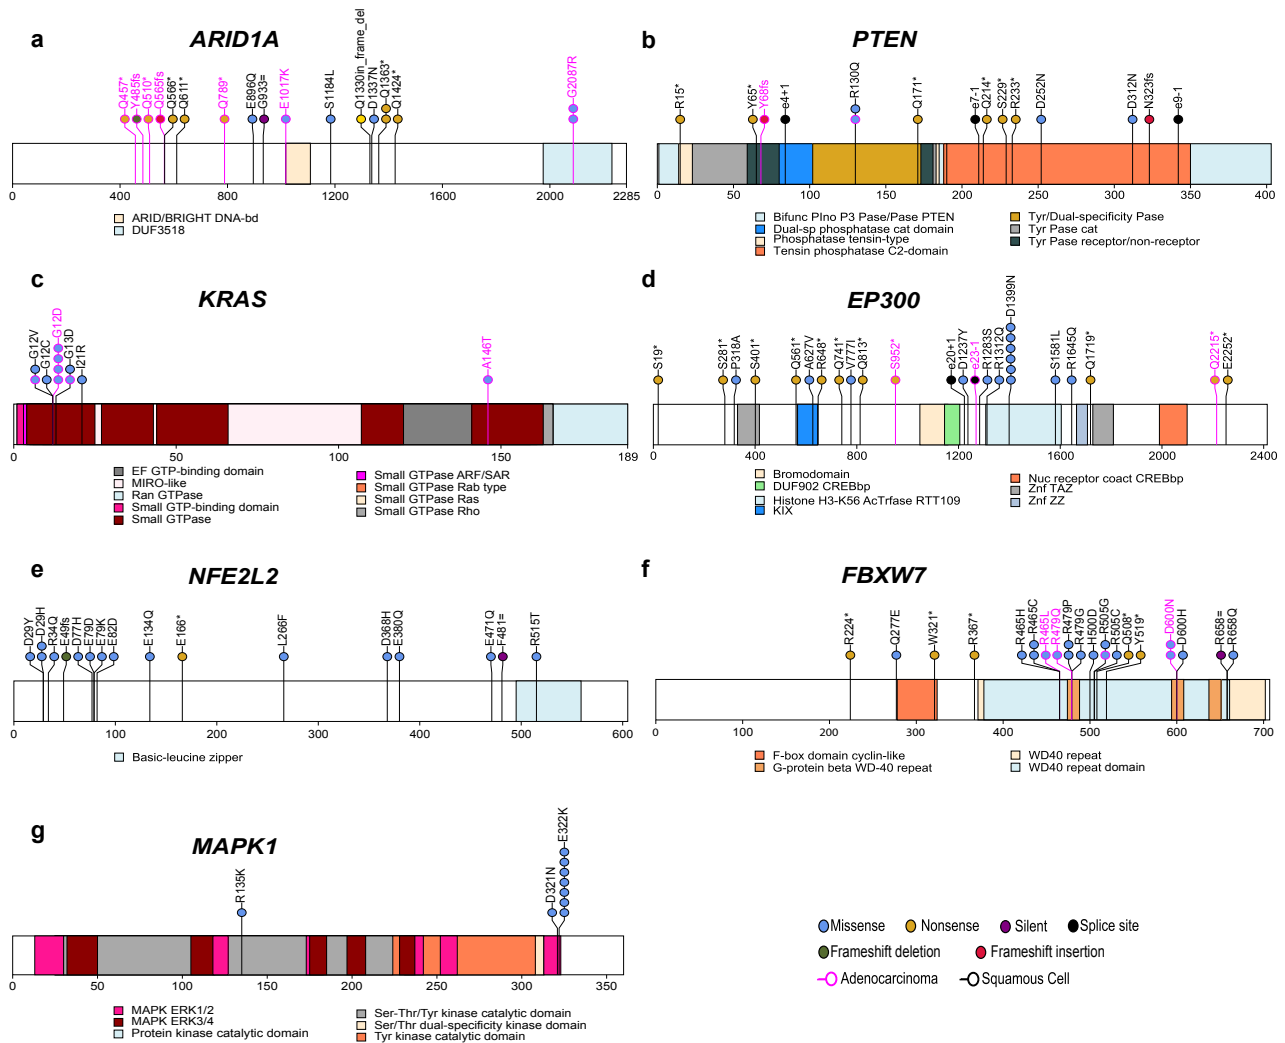 a
ARID1A
Q457*
Y485fs
Q510*
Q565fs
Q566*
Q611*
Q789*
E896Q
G933=
E1017K
S1184L
Q1330in_frame_del
D1337N
Q1363*
Q1424*
G2087R
0
400
800
1200
1600
2000
2285
ARID/BRIGHT DNA-bd
DUF3518
b
PTEN
R15*
Y65*
Y68fs
e4+1
R130Q
Q171*
e7-1
Q214*
S229*
R233*
D252N
D312N
N323fs
e9-1
0
50
100
150
200
250
300
350
400
Bifunc PIno P3 Pase/Pase PTEN
Dual-sp phosphatase cat domain
Phosphatase tensin-type
Tensin phosphatase C2-domain
Tyr/Dual-specificity Pase
Tyr Pase cat
Tyr Pase receptor/non-receptor
c
KRAS
G12V
G12C
G12D
G13D
I21R
A146T
0
50
100
150
189
EF GTP-binding domain
MIRO-like
Ran GTPase
Small GTP-binding domain
Small GTPase
Small GTPase ARF/SAR
Small GTPase Rab type
Small GTPase Ras
Small GTPase Rho
d
EP300
S19*
S281*
P318A
S401*
Q561*
A627V
R648*
Q741*
V777I
Q813*
S952*
e20+1
D1237Y
e23-1
R1283S
R1312Q
D1399N
S1581L
R1645Q
Q1719*
Q2215*
E2252*
0
400
800
1200
1600
2000
2400
Bromodomain
DUF902 CREBbp
Histone H3-K56 AcTrfase RTT109
KIX
Nuc receptor coact CREBbp
Znf TAZ
Znf ZZ
e
NFE2L2
D29Y
D29H
R34Q
E49fs
D77H
E79D
E79K
E82D
E134Q
E166*
L266F
D368H
E380Q
E471Q
F481=
R515T
0
100
200
300
400
500
600
Basic-leucine zipper
f
FBXW7
R224*
Q277E
W321*
R367*
R465H
R465C
R465L
R479Q
R479P
R479G
H500D
R505G
R505C
Q508*
Y519*
D600N
D600H
R658=
R658Q
0
100
200
300
400
500
600
700
F-box domain cyclin-like
G-protein beta WD-40 repeat
WD40 repeat
WD40 repeat domain
g
MAPK1
R135K
D321N
E322K
0
50
100
150
200
250
300
350
MAPK ERK1/2
MAPK ERK3/4
Protein kinase catalytic domain
Ser-Thr/Tyr kinase catalytic domain
Ser/Thr dual-specificity kinase domain
Tyr kinase catalytic domain
Missense
Nonsense
Silent
Splice site
Frameshift deletion
Frameshift insertion
Adenocarcinoma
Squamous Cell